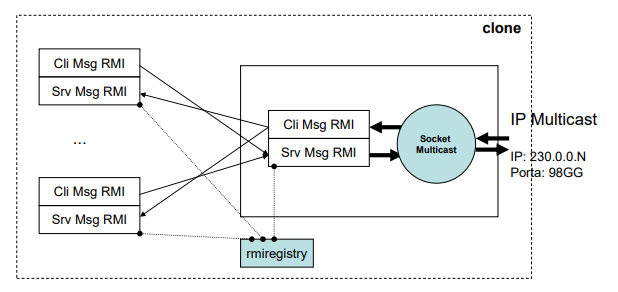 clone
Cli Msg RMI
Srv Msg RMI
...
Cli Msg RMI
Srv Msg RMI
Cli Msg RMI
Srv Msg RMI
Socket
Multicast
IP Multicast
IP: 230.0.0.N
Porta: 98GG
rmiregistry